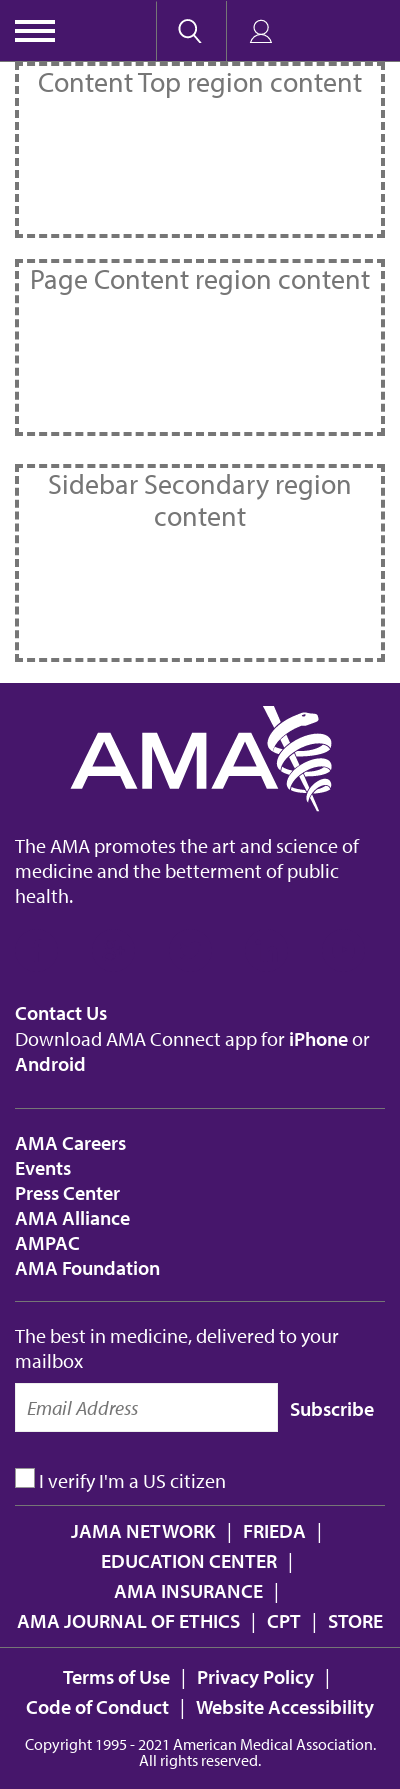 Content Top region content
Page Content region content
Sidebar Secondary region
content
AMA
The AMA promotes the art and science of
medicine and the betterment of public
health.
Contact Us
Download AMA Connect app for iPhone or
Android
AMA Careers
Events
Press Center
AMA Alliance
AMPAC
AMA Foundation
The best in medicine, delivered to your
mailbox
Email Address Subscribe
I verify I'm a US citizen
JAMA NETWORK | FRIEDA |
EDUCATION CENTER |
AMA INSURANCE |
AMA JOURNAL OF ETHICS | CPT | STORE
Terms of Use | Privacy Policy |
Code of Conduct | Website Accessibility
Copyright 1995 - 2021 American Medical Association.
All rights reserved.